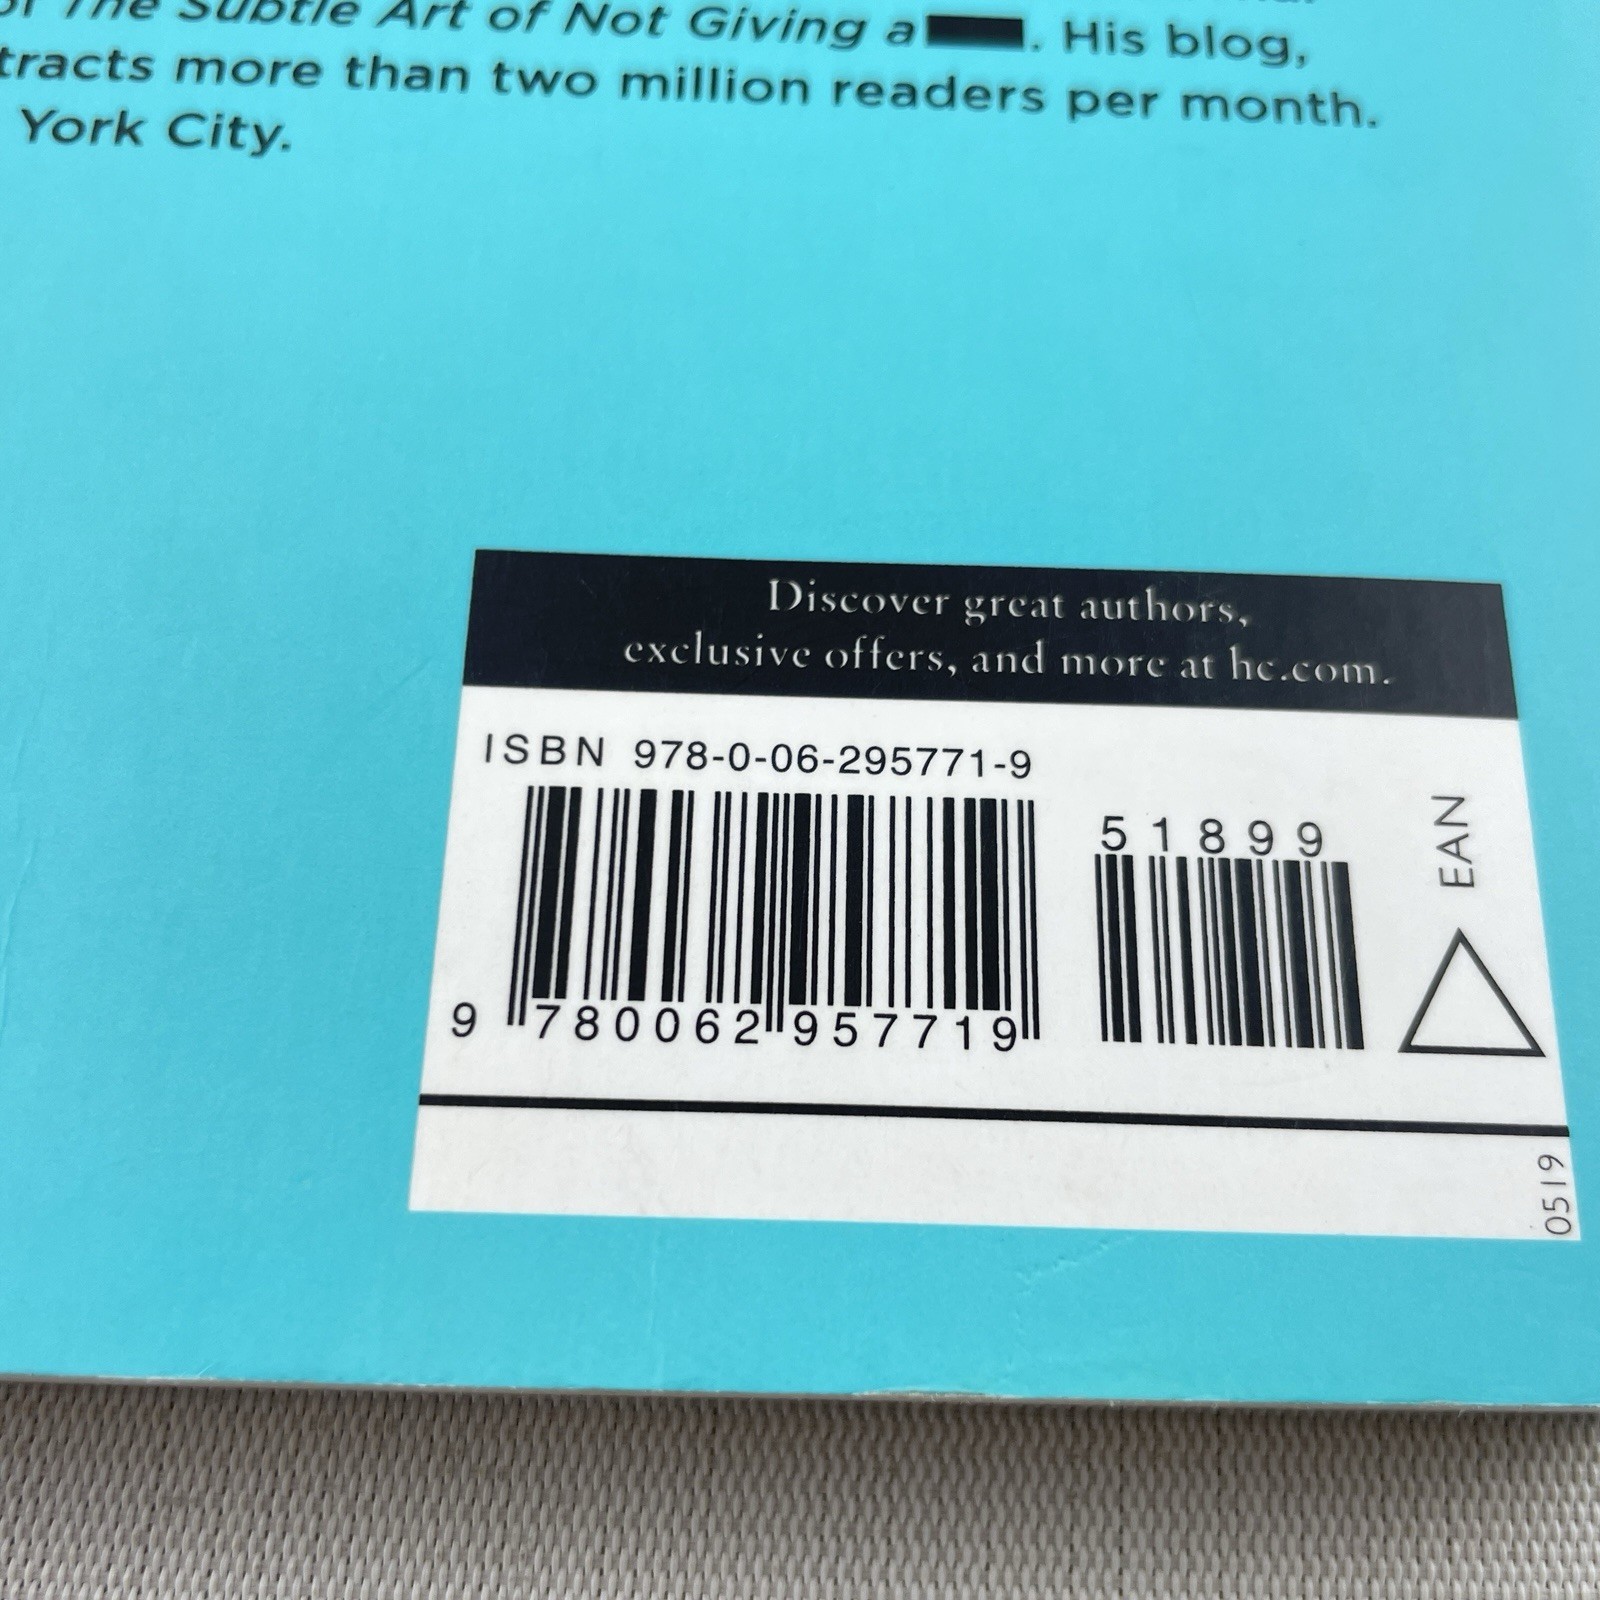 of The Subtle Art of Not Giving a. His blog,
tracts more than two million readers per month.
York City.
Discover great authors,
exclusive offers, and more at hc.com.
ISBN 978-0-06-295771-9
51899
EAN
9 780062 957719
0519